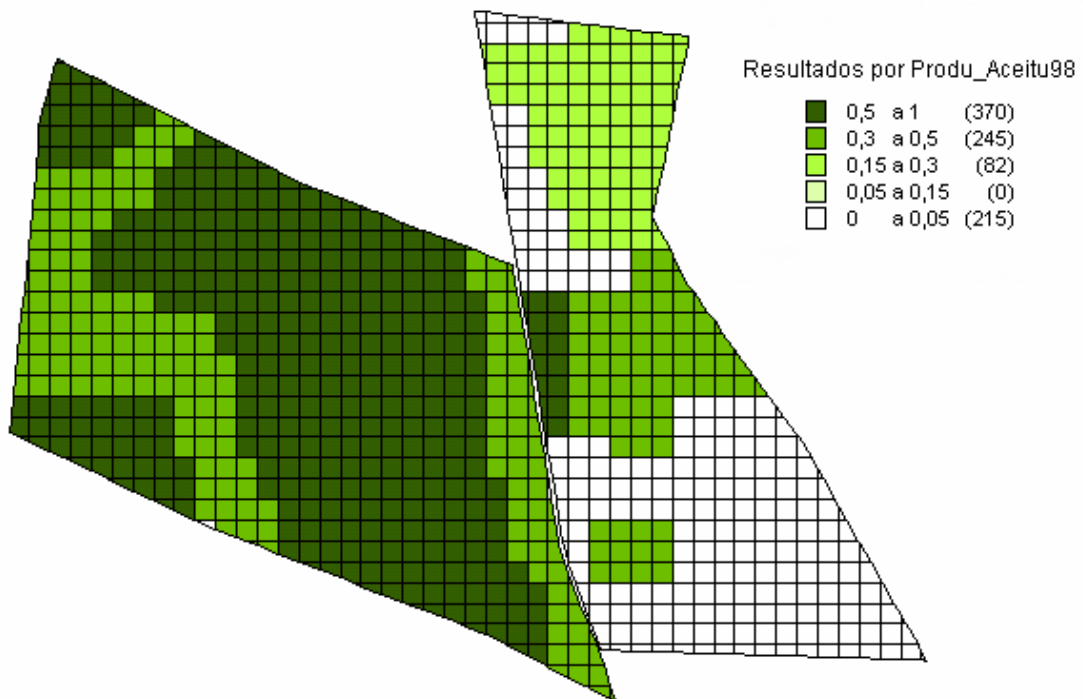 Resultados por Produ_Aceitu98
0,5 a 1 (370)
0,3 a 0,5 (245)
0,15 a 0,3 (82)
0,05 a 0,15 (0)
0 a 0,05 (215)